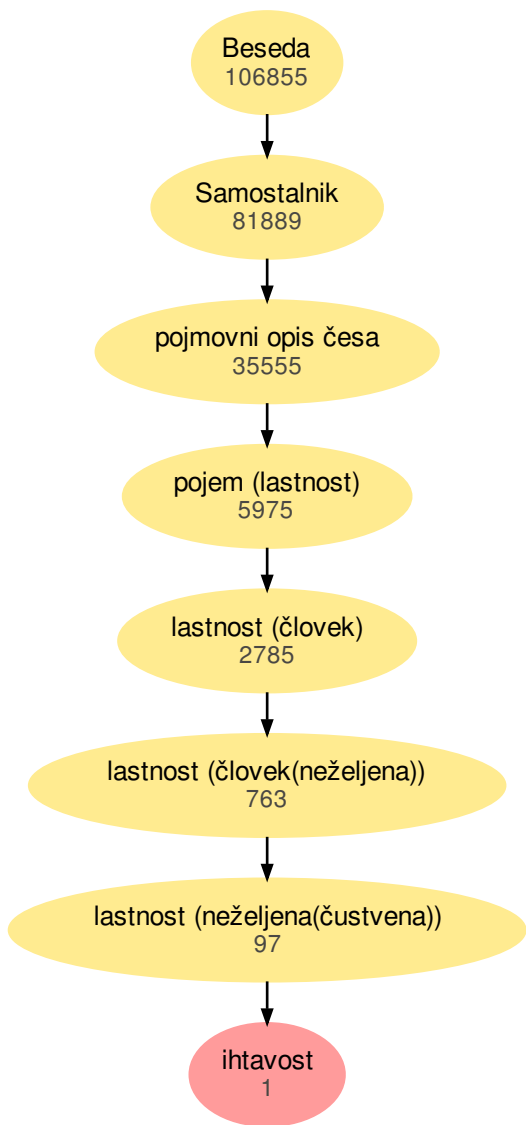 Beseda
106855
Samostalnik
81889
pojmovni opis česa
35555
pojem (lastnost)
5975
lastnost (človek)
2785
lastnost (človek(neželjena))
763
lastnost (neželjena(čustvena))
97
ihtavost
1